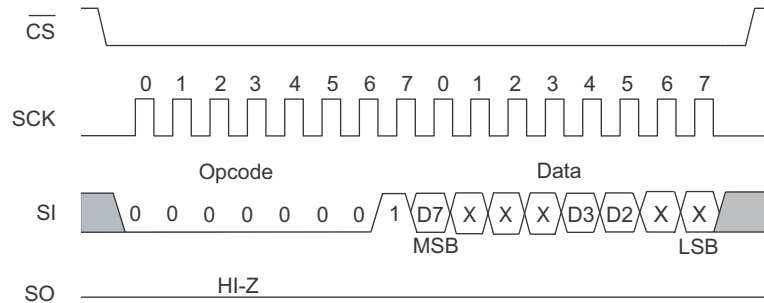 CS
0 1 2 3 4 5 6 7 0 1 2 3 4 5 6 7
SCK
Opcode Data
SI 0 0 0 0 0 0 0 1 D7 X X X D3 D2 X X
MSB LSB
HI-Z
SO